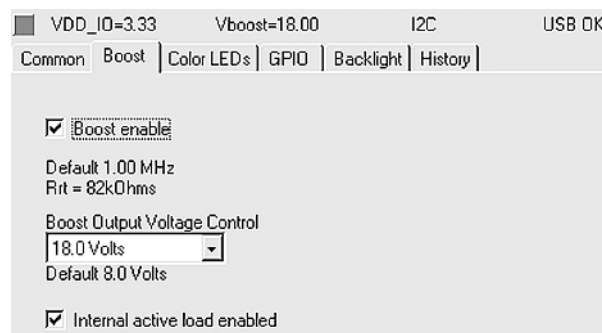 VDD_IO=3.33 Vboost=18.00 I2C USB OK
Common Boost Color LEDs GPIO Backlight History
Boost enable
Default 1.00 MHz
Rrt = 82kOhms
Boost Output Voltage Control
18.0 Volts
Default 8.0 Volts
Internal active load enabled